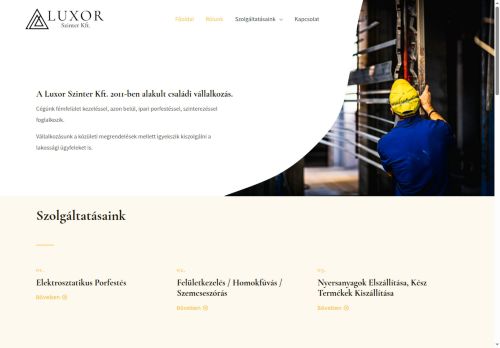 LUXOR
Szinter Kft.
Főoldal Rólunk Szolgáltatásaink Kapcsolat
A Luxor Szinter Kft. 2011-ben alakult családi vállalkozás.
Cégünk fémfelület kezeléssel, azon belül, ipari porfestéssel, szinterezéssel
foglalkozik.
Vállalkozásunk a közületi megrendelések mellett igyekszik kiszolgálni a
lakossági ügyfeleket is.
Szolgáltatásaink
01. 02. 03.
Elektrosztatikus Porfestés
Bővebben
Felületkezelés / Homokfúvás /
Szemcseszórás
Bővebben
Nyersanyagok Elszállítása, Kész
Termékek Kiszállítása
Bővebben